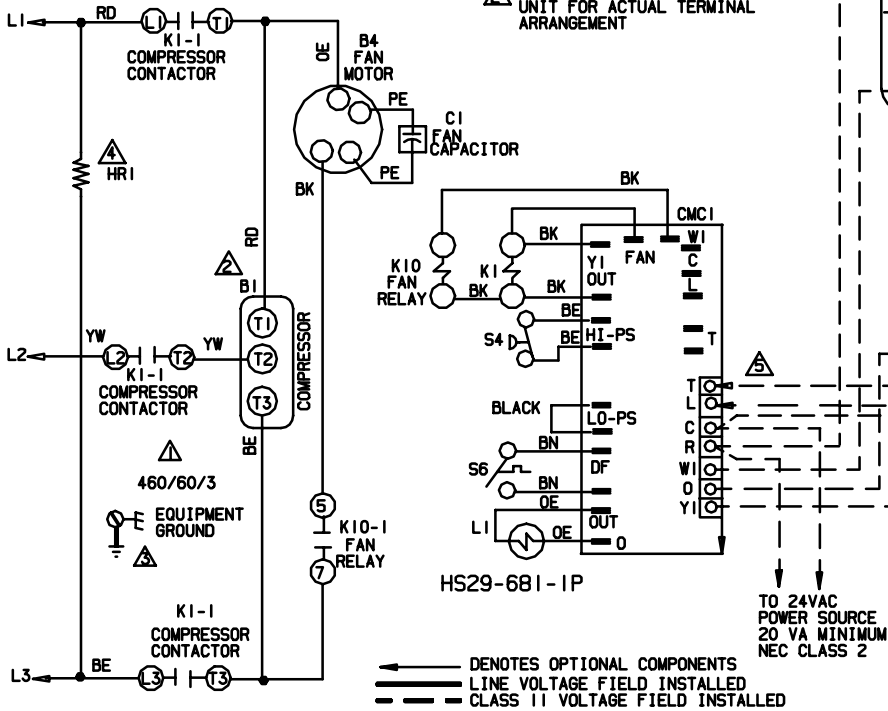 UNIT FOR ACTUAL TERMINAL
ARRANGEMENT
L1
RD
L1
T1
K1-1
COMPRESSOR
CONTACTOR
OE
B4
FAN
MOTOR
PE
C1
FAN
CAPACITOR
PE
BK
4
HR1
RD
2
B1
T1
T2
T3
COMPRESSOR
L2
YW
L2
T2
YW
K1-1
COMPRESSOR
CONTACTOR
BE
1
460/60/3
EQUIPMENT
GROUND
3
5
K10-1
FAN
RELAY
7
K1-1
COMPRESSOR
CONTACTOR
L3
BE
L3
T3
BK
CMC1
K10
FAN
RELAY
K1
BK
BK
BK
Y1
OUT
FAN
W1
C
L
T
S4
BE
BE
HI-PS
BLACK
LO-PS
S6
BN
BN
DF
OE
OUT
L1
OE
O
5
T
L
C
R
W1
O
Y1
HS29-681-1P
TO 24VAC
POWER SOURCE
20 VA MINIMUM
NEC CLASS 2
DENOTES OPTIONAL COMPONENTS
LINE VOLTAGE FIELD INSTALLED
CLASS II VOLTAGE FIELD INSTALLED